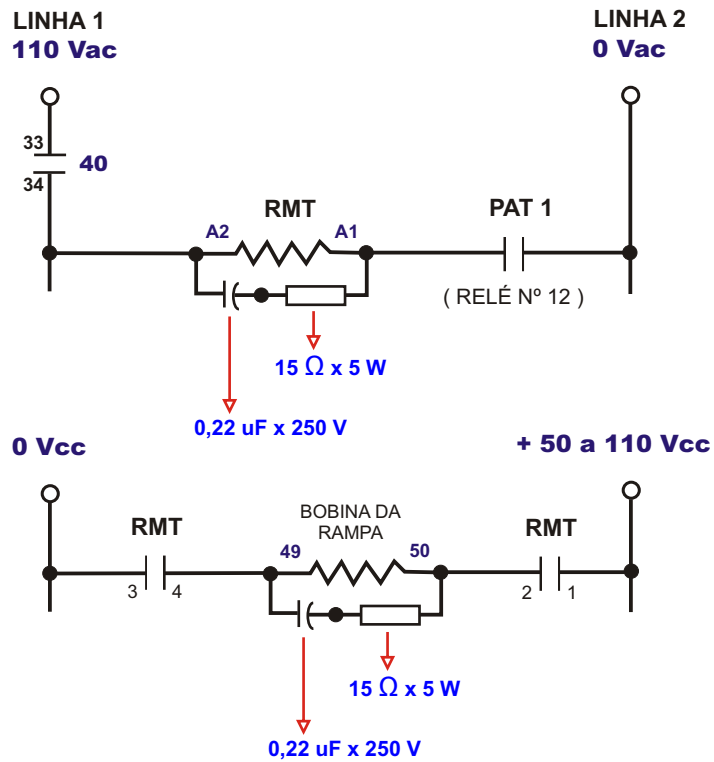 LINHA 1
110 Vac
LINHA 2
0 Vac
33
34
40
A2
RMT
A1
PAT 1
( RELÉ Nº 12 )
15 Ω x 5 W
0,22 uF x 250 V
0 Vcc
+ 50 a 110 Vcc
RMT
3
4
49
BOBINA DA
RAMPA
50
RMT
2
1
15 Ω x 5 W
0,22 uF x 250 V